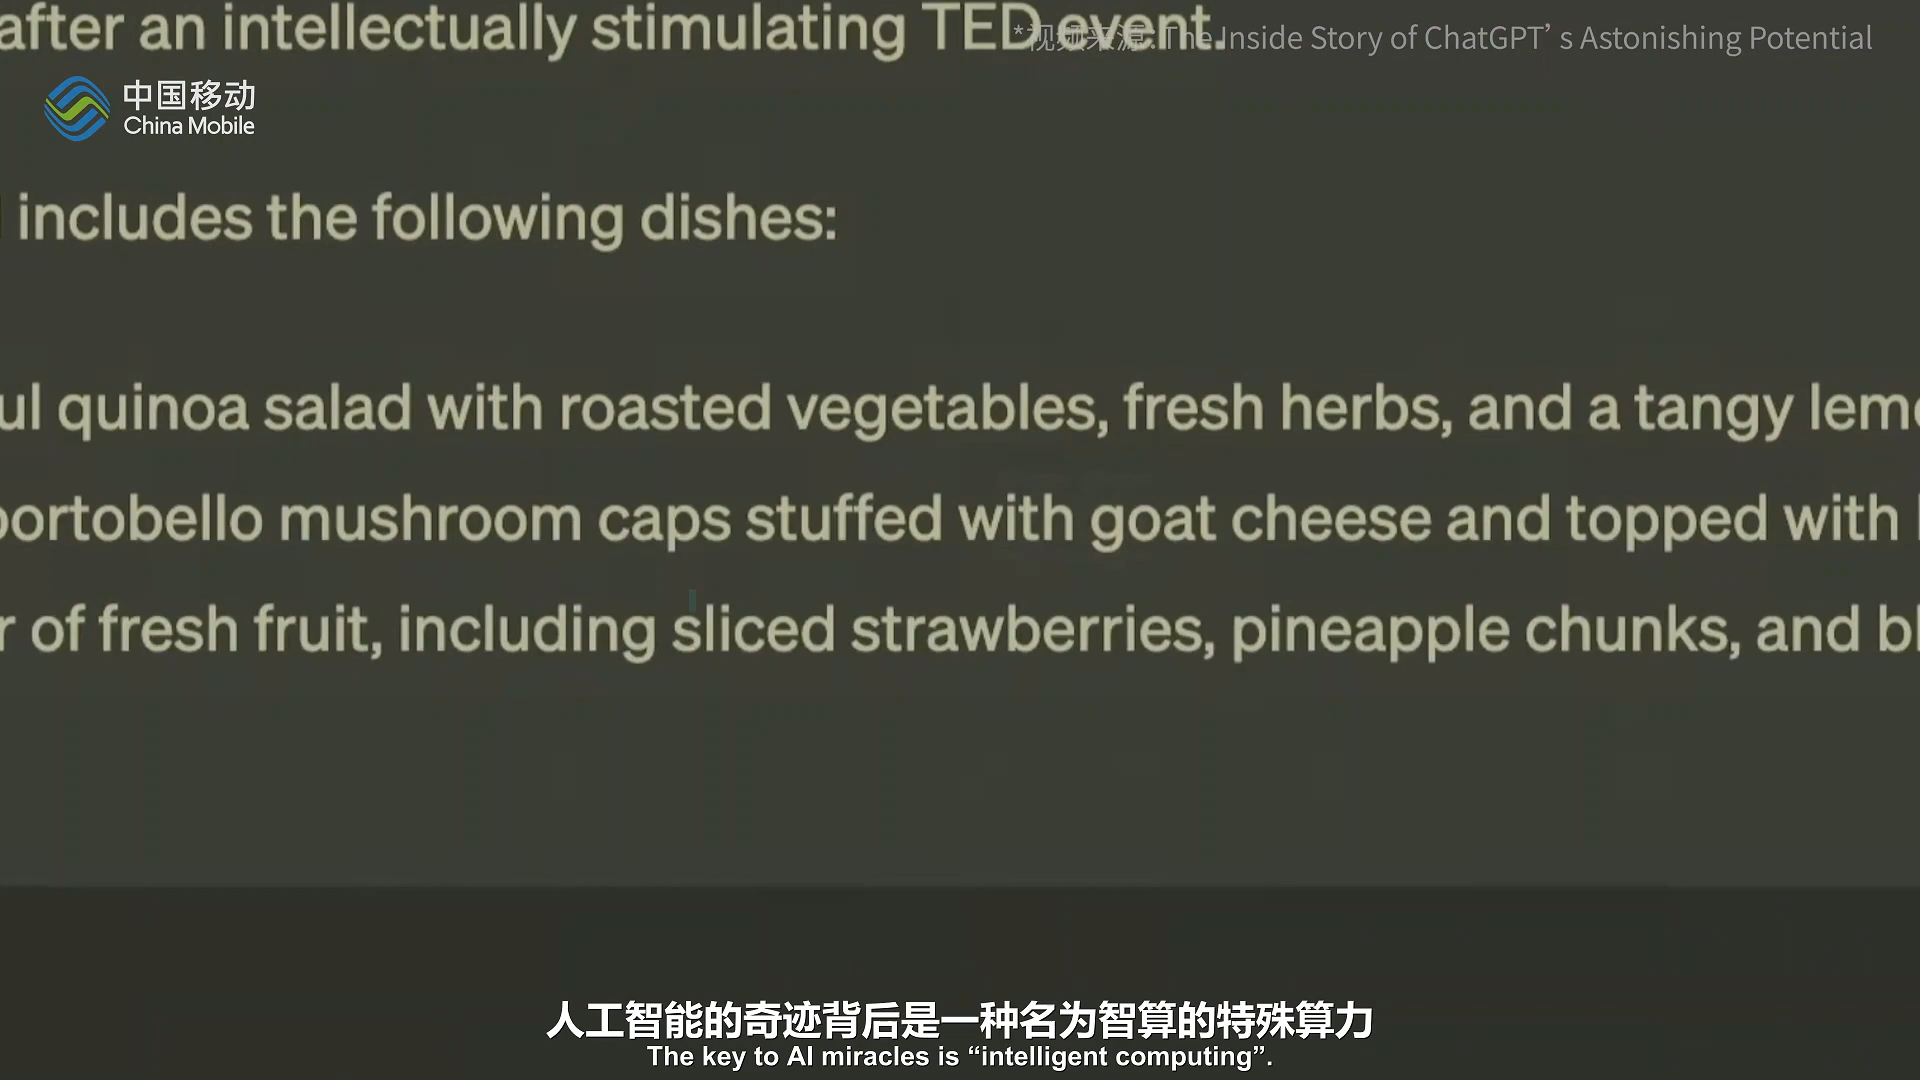 after an intellectually stimulating TED event.
*视频来源: The Inside Story of ChatGPT’s Astonishing Potential
中国移动
China Mobile
includes the following dishes:
ul quinoa salad with roasted vegetables, fresh herbs, and a tangy lem
portobello mushroom caps stuffed with goat cheese and topped with
r of fresh fruit, including sliced strawberries, pineapple chunks, and bl
人工智能的奇迹背后是一种名为智算的特殊算力
The key to AI miracles is “intelligent computing”.